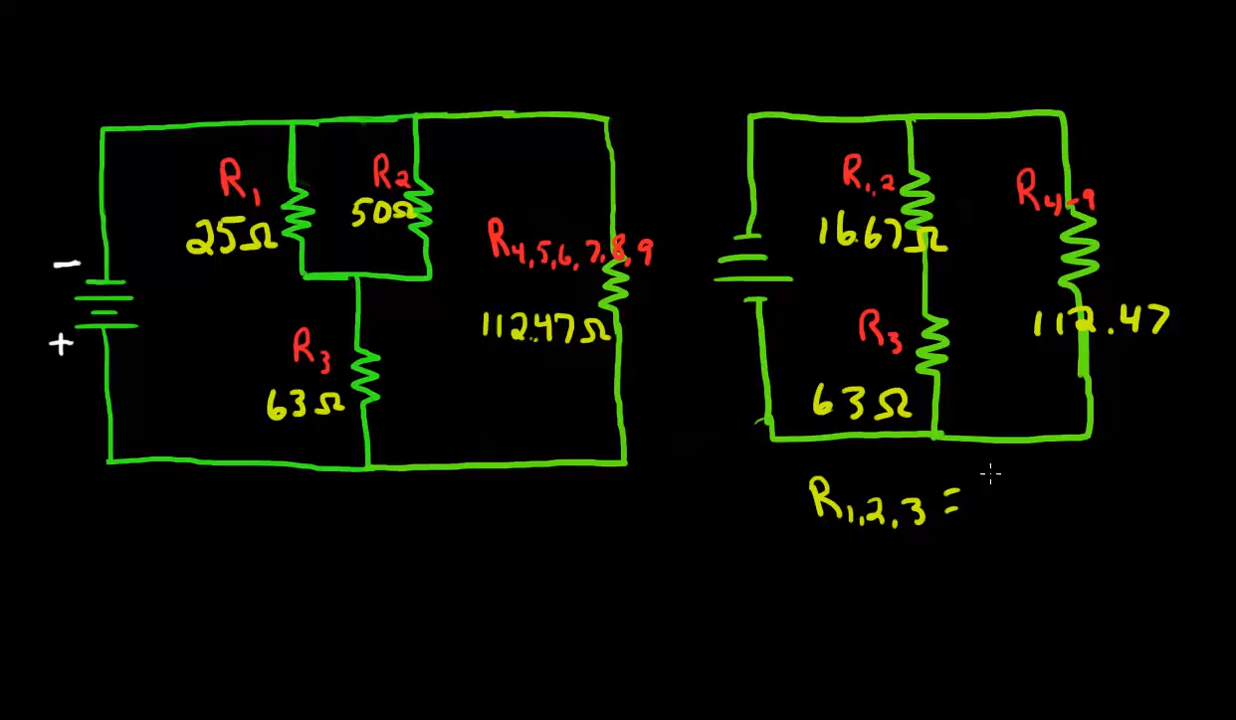 R1
25Ω
R2
50Ω
R4,5,6,7,8,9
112.47Ω
−
+
R3
63Ω
R1,2
16.67Ω
R4-9
112.47
R3
63Ω
R1,2,3 =